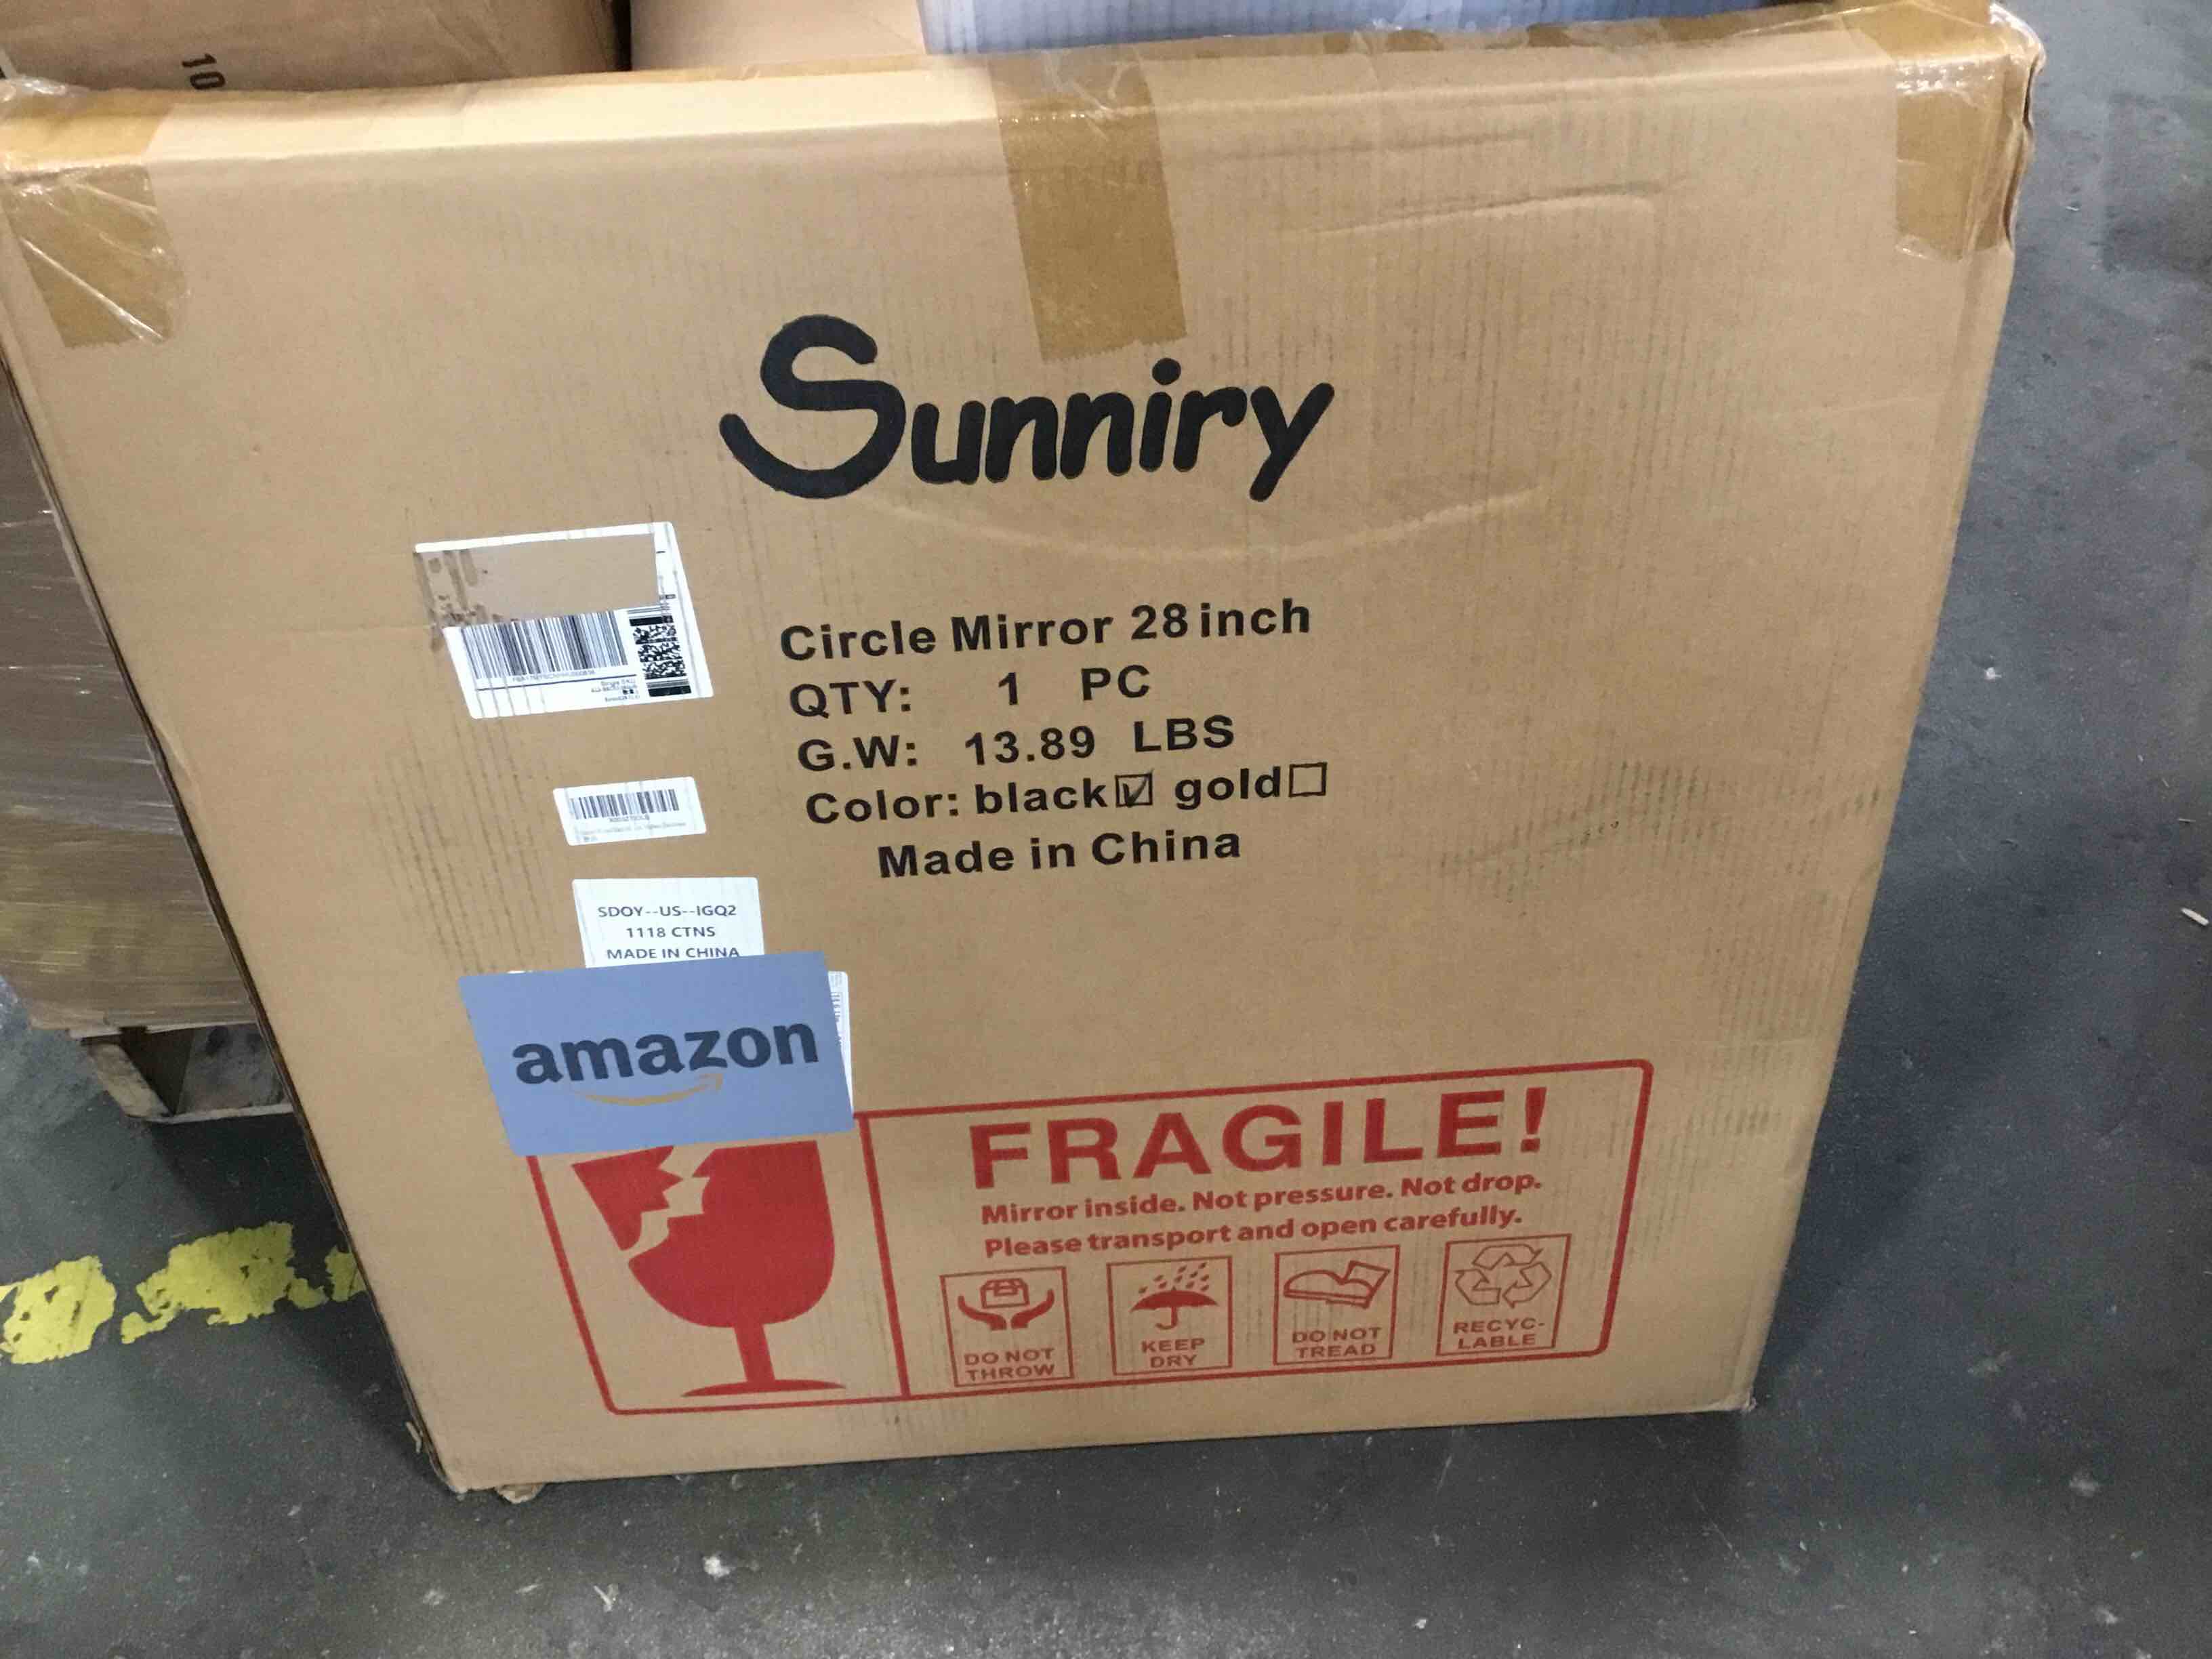 10
Sunniry
Circle Mirror 28 inch
QTY: 1 PC
G.W: 13.89 LBS
Color: black☑ gold☐
Made in China
SDOY--US--IGQ2
1118 CTNS
MADE IN CHINA
amazon
FRAGILE!
Mirror inside. Not pressure. Not drop.
Please transport and open carefully.
DO NOT
THROW
KEEP
DRY
DO NOT
TREAD
RECYC-
LABLE